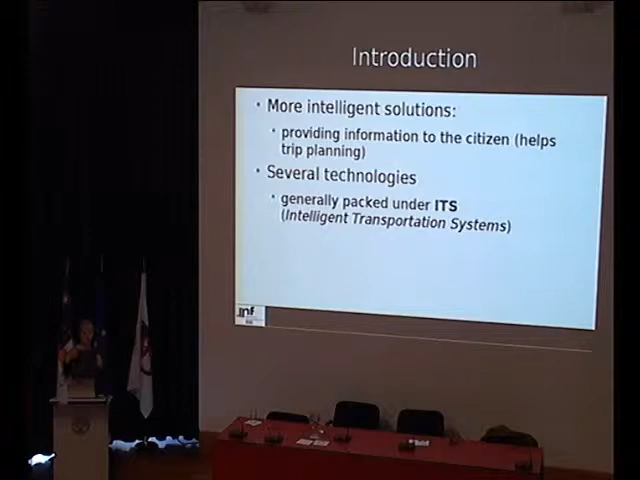 Introduction
• More intelligent solutions:
• providing information to the citizen (helps
trip planning)
• Several technologies
• generally packed under ITS
(Intelligent Transportation Systems)
inf